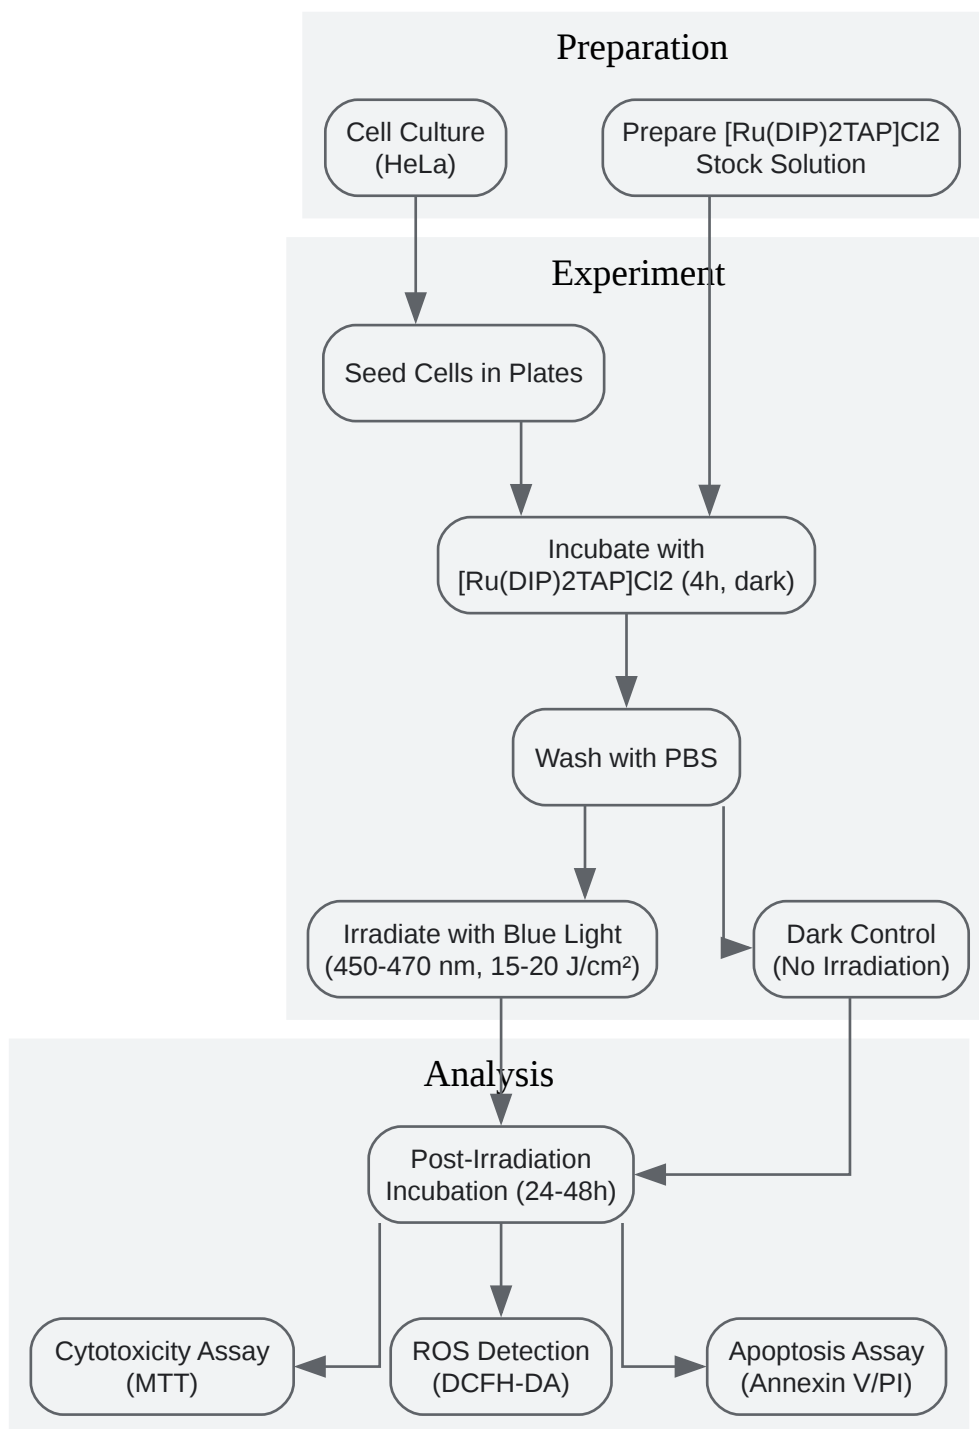 Preparation
Cell Culture
(HeLa)
Prepare [Ru(DIP)2TAP]Cl2
Stock Solution
Experiment
Seed Cells in Plates
Incubate with
[Ru(DIP)2TAP]Cl2 (4h, dark)
Wash with PBS
Irradiate with Blue Light
(450-470 nm, 15-20 J/cm²)
Dark Control
(No Irradiation)
Analysis
Post-Irradiation
Incubation (24-48h)
Cytotoxicity Assay
(MTT)
ROS Detection
(DCFH-DA)
Apoptosis Assay
(Annexin V/PI)